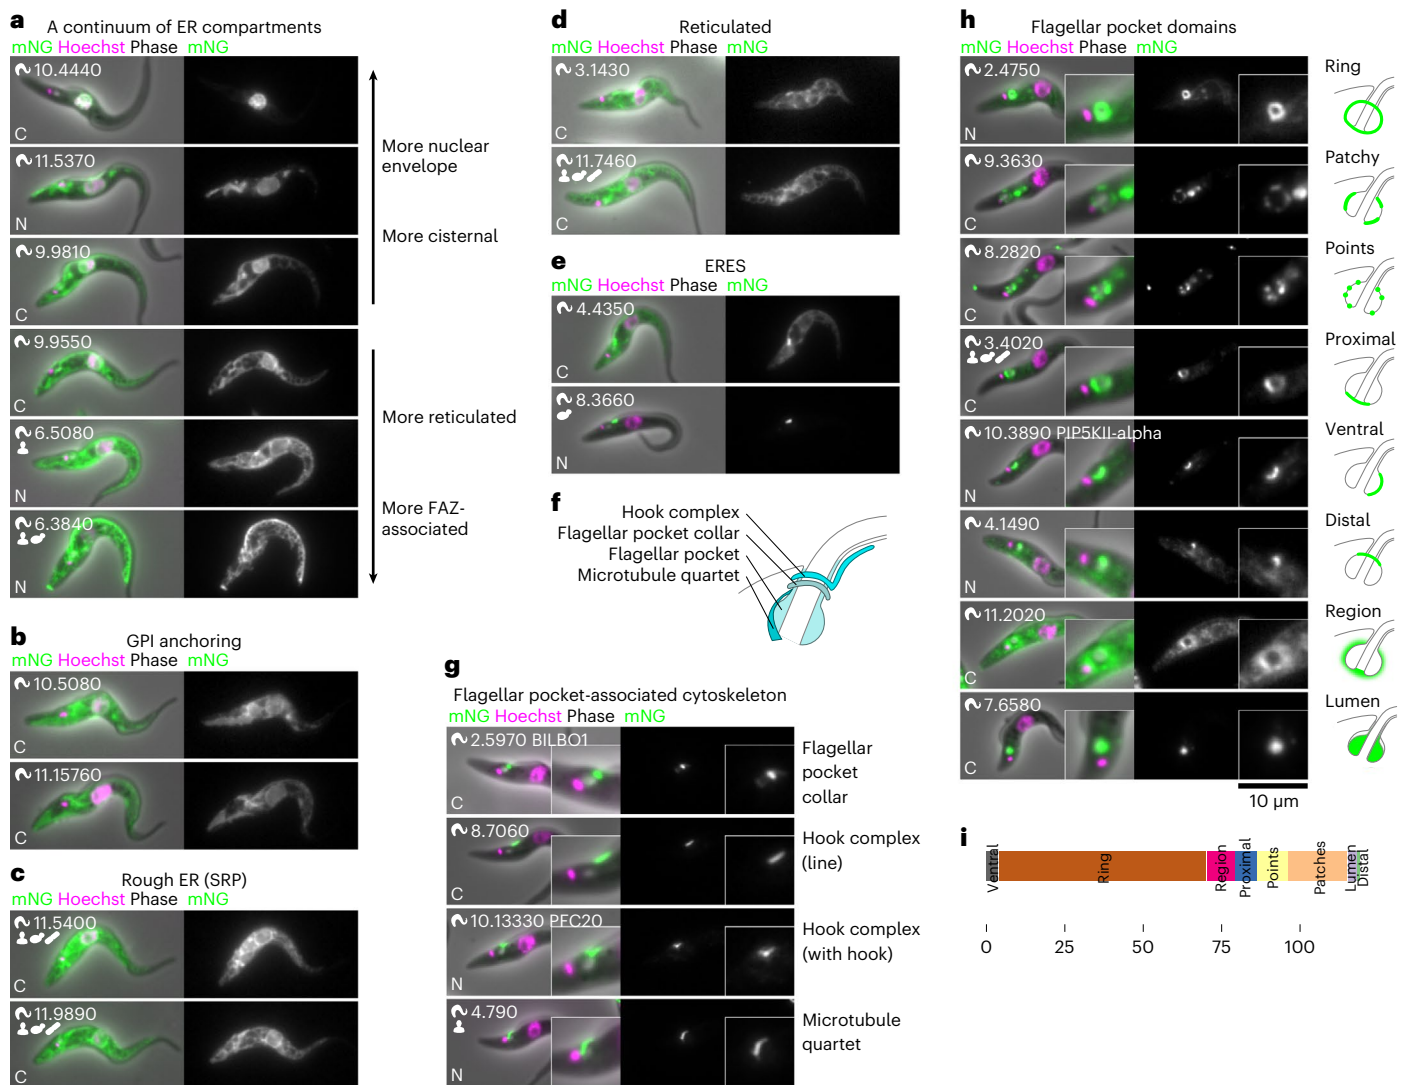 a
A continuum of ER compartments
mNG Hoechst Phase mNG
10.4440
C
11.5370
N
9.9810
C
9.9550
C
6.5080
N
6.3840
N
More nuclear
envelope
More cisternal
More reticulated
More FAZ-
associated
b
GPI anchoring
mNG Hoechst Phase mNG
10.5080
C
11.15760
C
c
Rough ER (SRP)
mNG Hoechst Phase mNG
11.5400
C
11.9890
C
d
Reticulated
mNG Hoechst Phase mNG
3.1430
C
11.7460
C
e
ERES
mNG Hoechst Phase mNG
4.4350
C
8.3660
N
f
Hook complex
Flagellar pocket collar
Flagellar pocket
Microtubule quartet
g
Flagellar pocket-associated cytoskeleton
mNG Hoechst Phase mNG
2.5970 BILBO1
C
Flagellar
pocket
collar
8.7060
C
Hook complex
(line)
10.13330 PFC20
N
Hook complex
(with hook)
4.790
N
Microtubule
quartet
h
Flagellar pocket domains
mNG Hoechst Phase mNG
2.4750
N
Ring
9.3630
C
Patchy
8.2820
C
Points
3.4020
C
Proximal
10.3890 PIP5KII-alpha
N
Ventral
4.1490
N
Distal
11.2020
C
Region
7.6580
C
Lumen
10 µm
i
Ventral
Ring
Region
Proximal
Points
Patches
Lumen
Distal
0 25 50 75 100